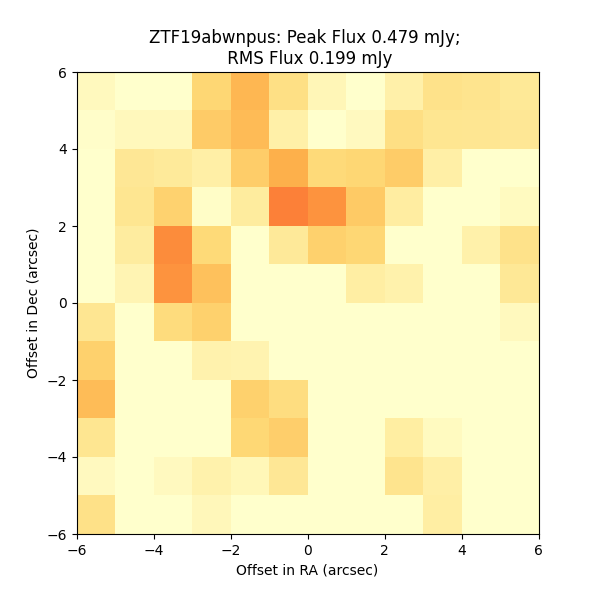 ZTF19abwnpus: Peak Flux 0.479 mJy;
RMS Flux 0.199 mJy
6
4
2
0
−2
−4
−6
Offset in Dec (arcsec)
−6 −4 −2 0 2 4 6
Offset in RA (arcsec)